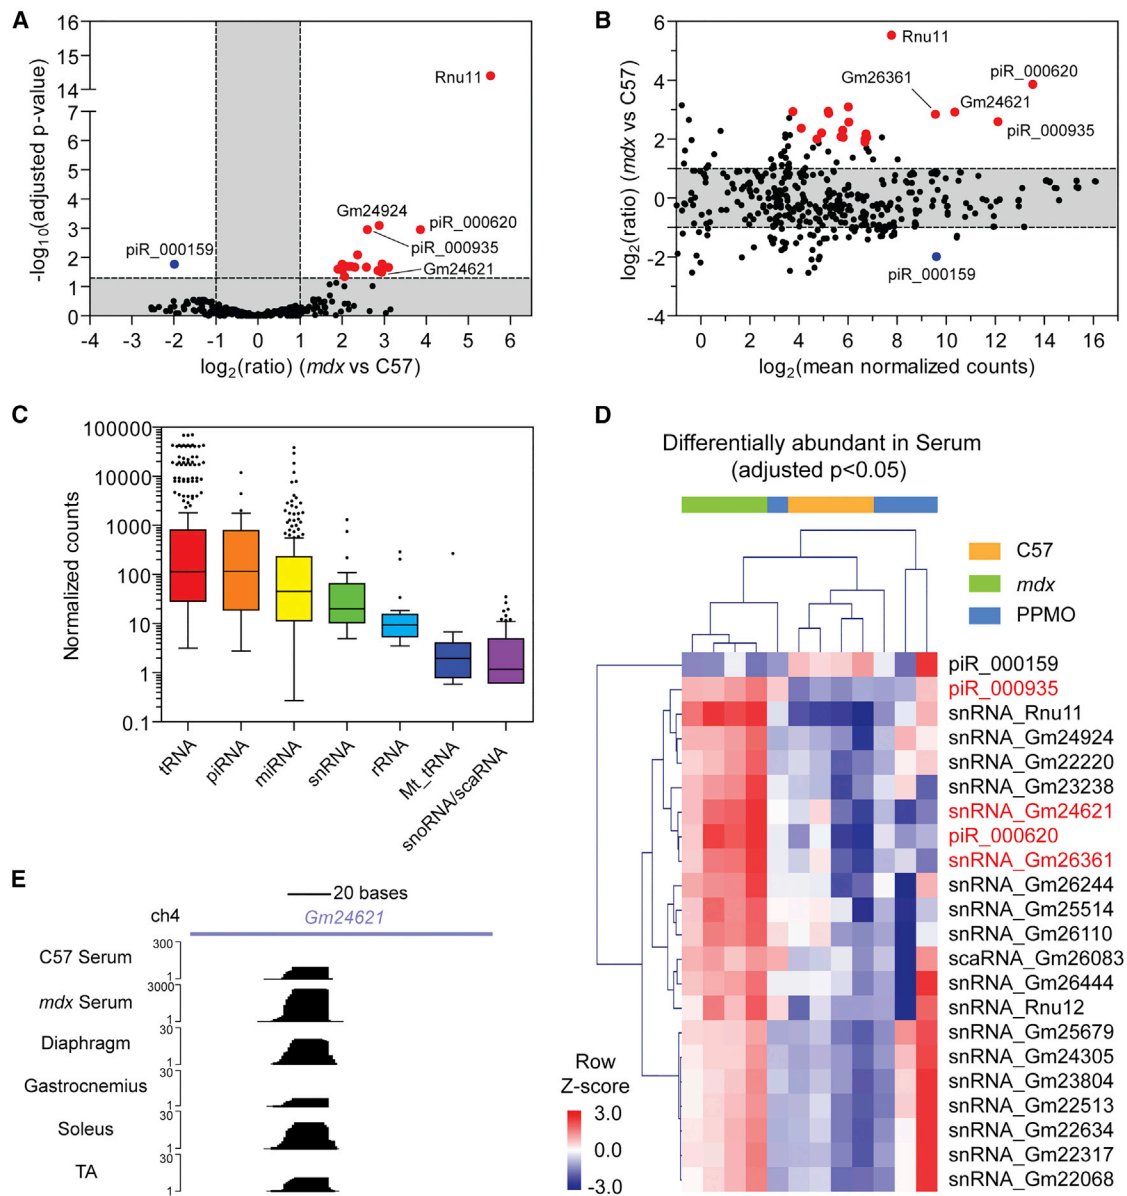 A
16
15
14
7
6
5
4
3
2
1
0
-log10(adjusted p-value)
Rnu11
Gm24924
piR_000620
piR_000159
piR_000935
Gm24621
-4 -3 -2 -1 0 1 2 3 4 5 6
log2(ratio) (mdx vs C57)
B
6
4
2
0
-2
-4
log2(ratio) (mdx vs C57)
Rnu11
piR_000620
Gm26361
Gm24621
piR_000935
piR_000159
0 2 4 6 8 10 12 14 16
log2(mean normalized counts)
C
100000
10000
1000
100
10
1
0.1
Normalized counts
tRNA
piRNA
miRNA
snRNA
rRNA
Mt_tRNA
snoRNA/scaRNA
D
Differentially abundant in Serum
(adjusted p<0.05)
C57
mdx
PPMO
piR_000159
piR_000935
snRNA_Rnu11
snRNA_Gm24924
snRNA_Gm22220
snRNA_Gm23238
snRNA_Gm24621
piR_000620
snRNA_Gm26361
snRNA_Gm26244
snRNA_Gm25514
snRNA_Gm26110
scaRNA_Gm26083
snRNA_Gm26444
snRNA_Rnu12
snRNA_Gm25679
snRNA_Gm24305
snRNA_Gm23804
snRNA_Gm22513
snRNA_Gm22634
snRNA_Gm22317
snRNA_Gm22068
Row
Z-score
3.0
0.0
-3.0
E
20 bases
ch4
Gm24621
C57 Serum
300
1
mdx Serum
3000
1
Diaphragm
30
1
Gastrocnemius
30
1
Soleus
30
1
TA
30
1